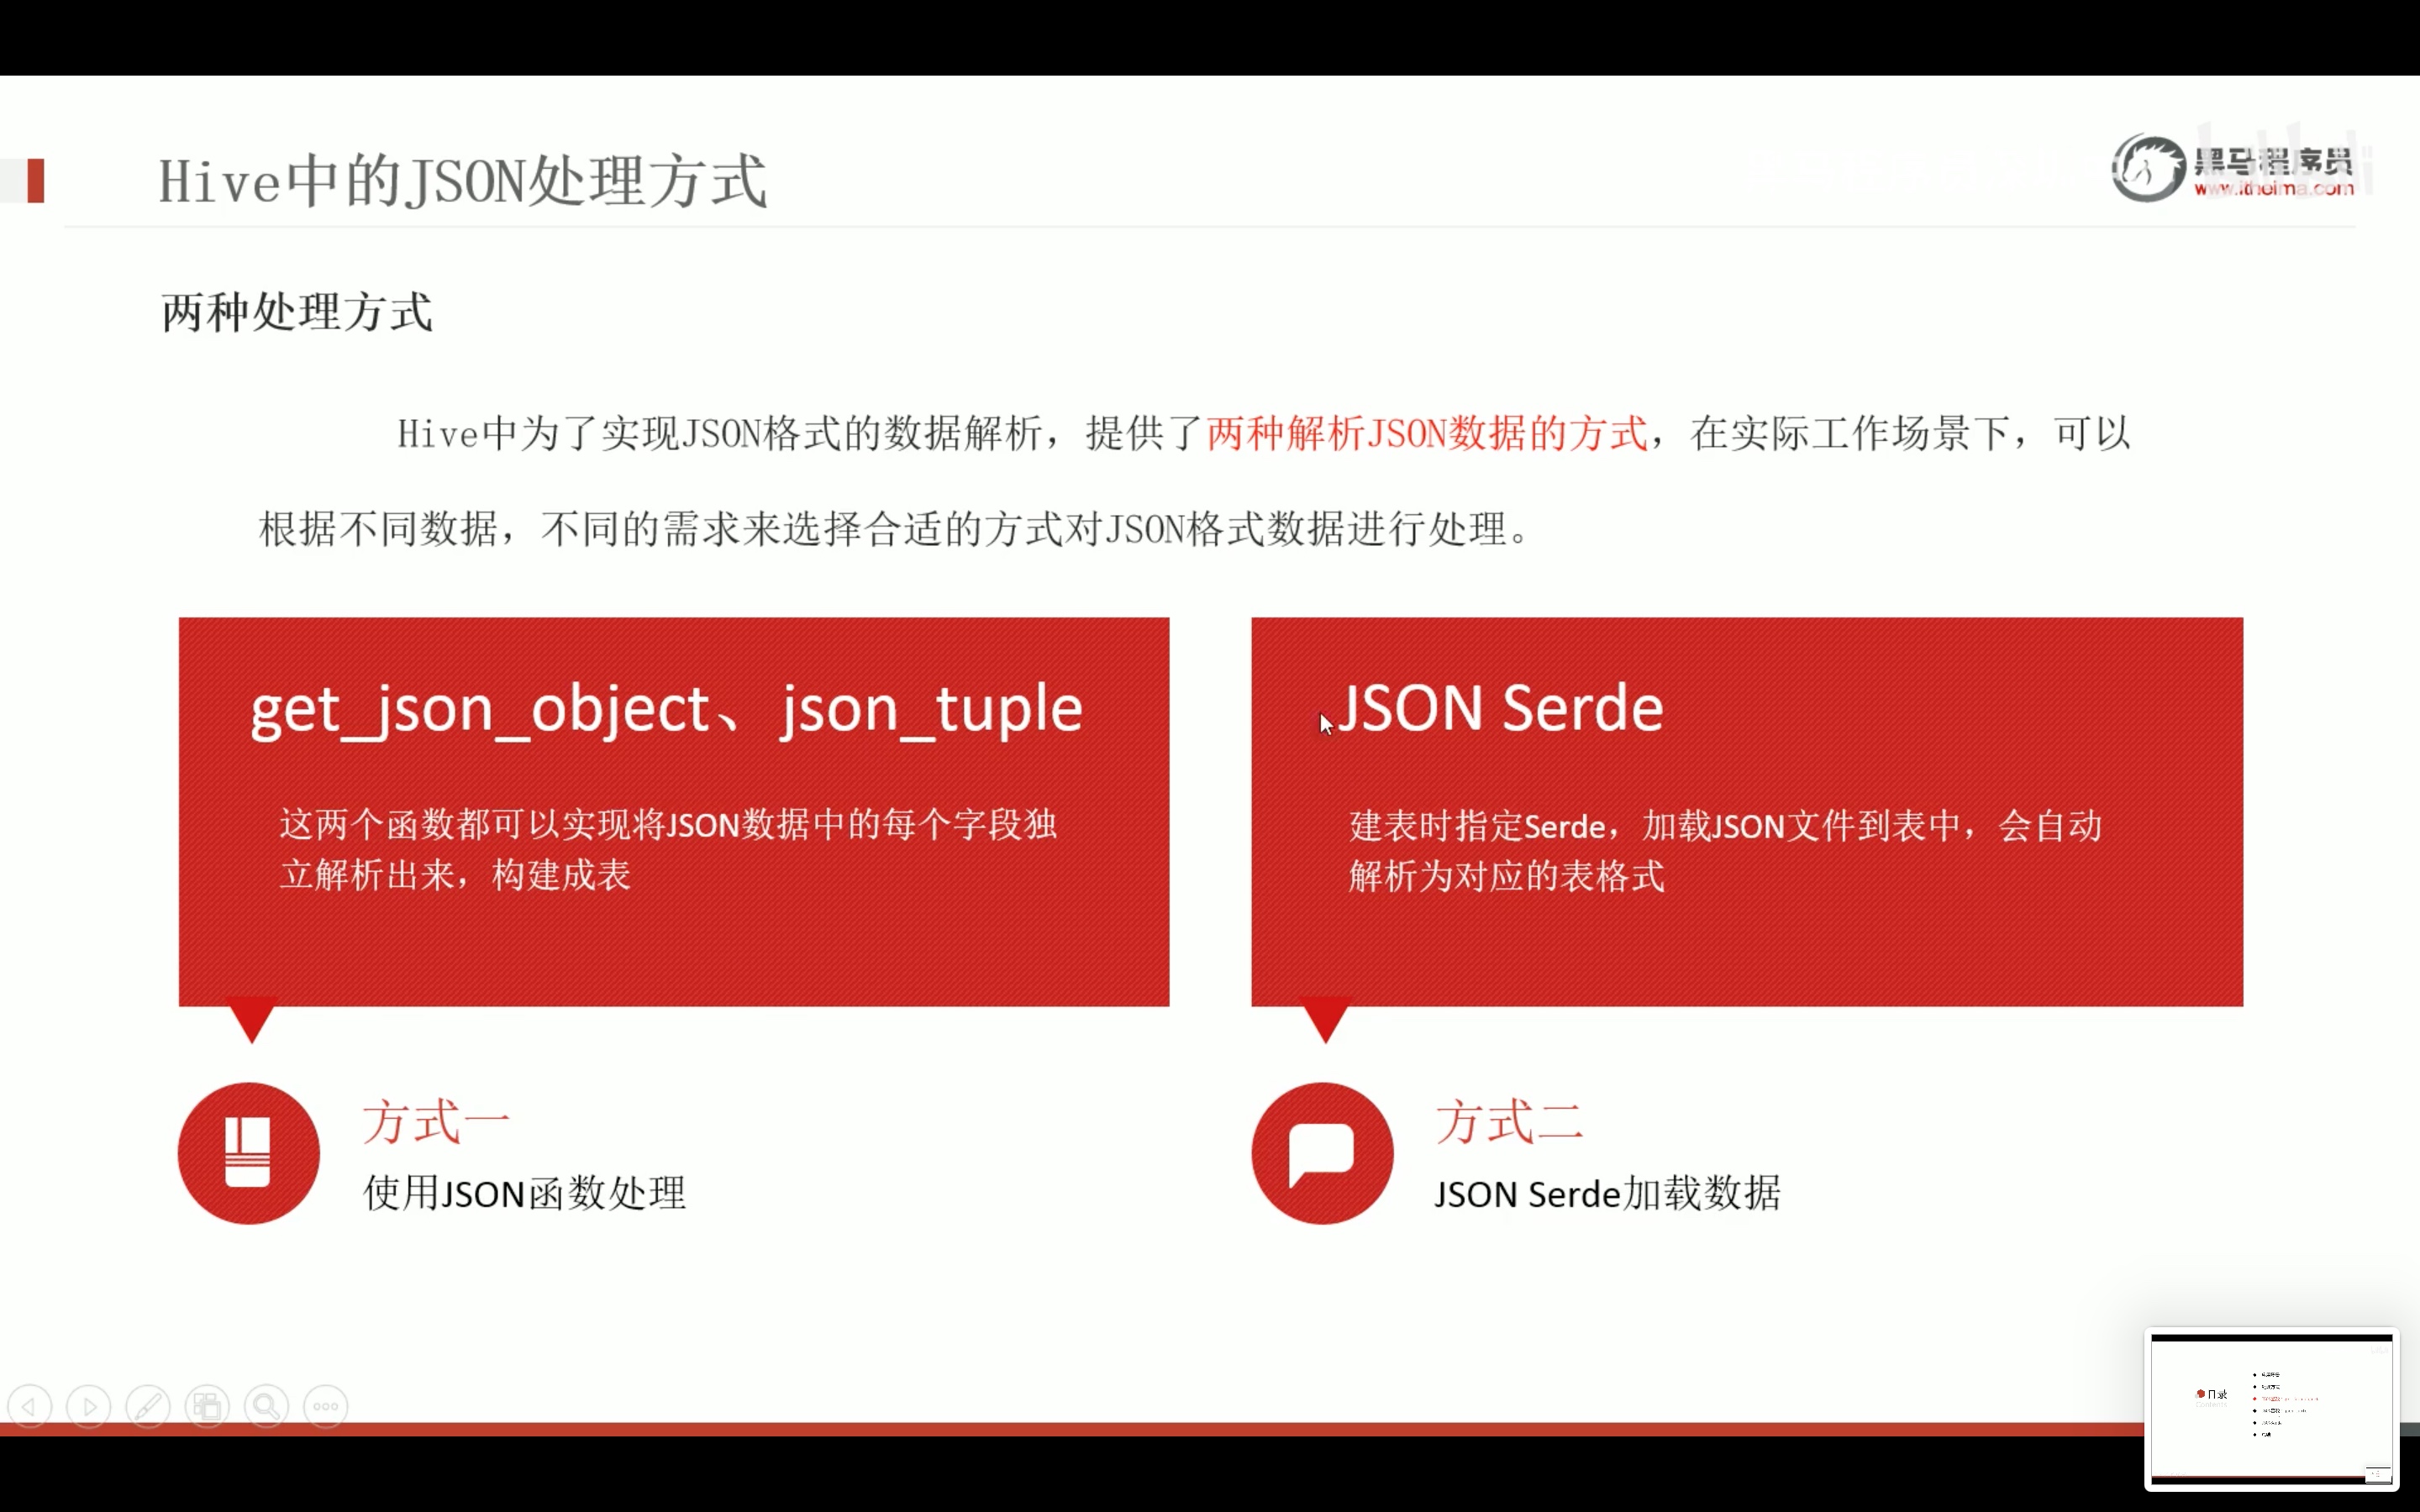 Hive中的JSON处理方式
黑马程序员
www.itheima.com
两种处理方式
Hive中为了实现JSON格式的数据解析，提供了两种解析JSON数据的方式，在实际工作场景下，可以
根据不同数据，不同的需求来选择合适的方式对JSON格式数据进行处理。
get_json_object、json_tuple
这两个函数都可以实现将JSON数据中的每个字段独
立解析出来，构建成表
JSON Serde
建表时指定Serde，加载JSON文件到表中，会自动
解析为对应的表格式
方式一
使用JSON函数处理
方式二
JSON Serde加载数据
目录